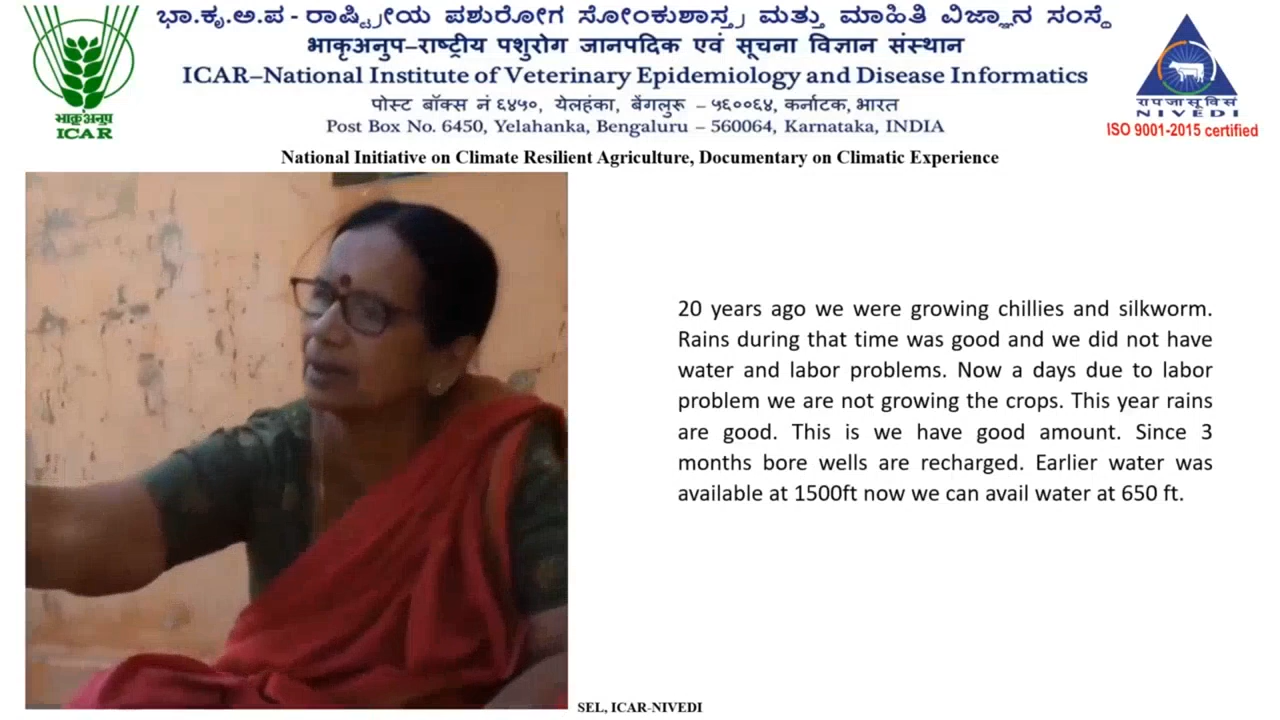 ಭಾ.ಕೃ.ಅ.ಪ - ರಾಷ್ಟ್ರೀಯ ಪಶುರೋಗ ಸೋಂಕುಶಾಸ್ತ್ರ ಮತ್ತು ಮಾಹಿತಿ ವಿಜ್ಞಾನ ಸಂಸ್ಥೆ
भाकृअनुप–राष्ट्रीय पशुरोग जानपदिक एवं सूचना विज्ञान संस्थान
ICAR–National Institute of Veterinary Epidemiology and Disease Informatics
पोस्ट बॉक्स नं ६४५०, येलहंका, बेंगलुरू – ५६००६४, कर्नाटक, भारत
Post Box No. 6450, Yelahanka, Bengaluru – 560064, Karnataka, INDIA
भाकृअनुप
ICAR
रापजासूविसं
NIVEDI
ISO 9001-2015 certified
National Initiative on Climate Resilient Agriculture, Documentary on Climatic Experience
20 years ago we were growing chillies and silkworm.
Rains during that time was good and we did not have
water and labor problems. Now a days due to labor
problem we are not growing the crops. This year rains
are good. This is we have good amount. Since 3
months bore wells are recharged. Earlier water was
available at 1500ft now we can avail water at 650 ft.
SEL, ICAR-NIVEDI